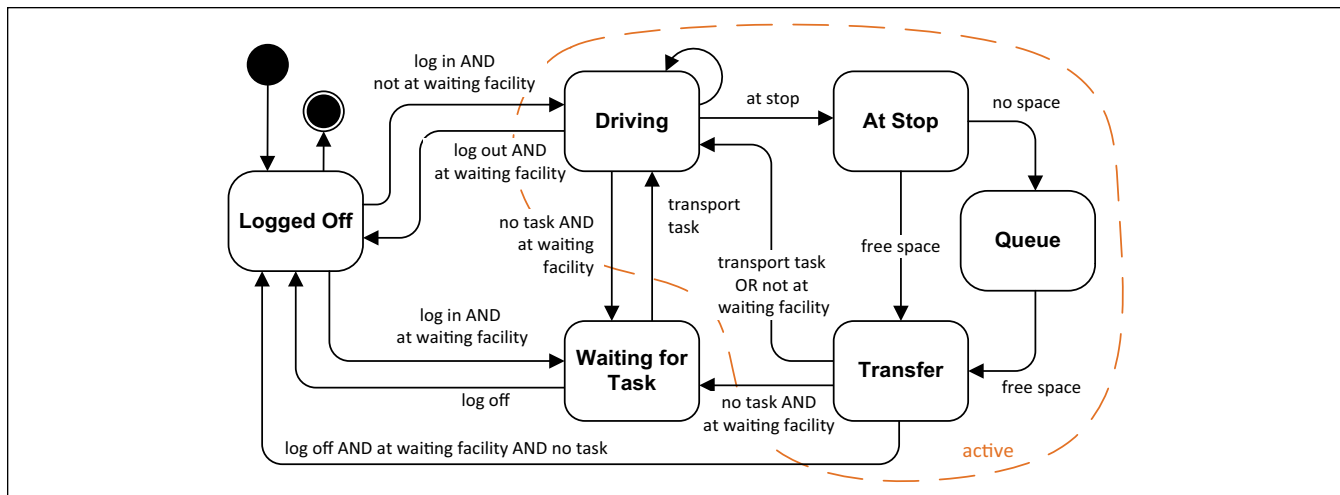 log in AND
not at waiting facility
Driving
at stop
At Stop
no space
log out AND
at waiting facility
Logged Off
no task AND
at waiting
facility
transport
task
free space
Queue
transport task
OR not at
waiting facility
log in AND
at waiting facility
Waiting for
Task
Transfer
free space
log off
no task AND
at waiting facility
log off AND at waiting facility AND no task
active